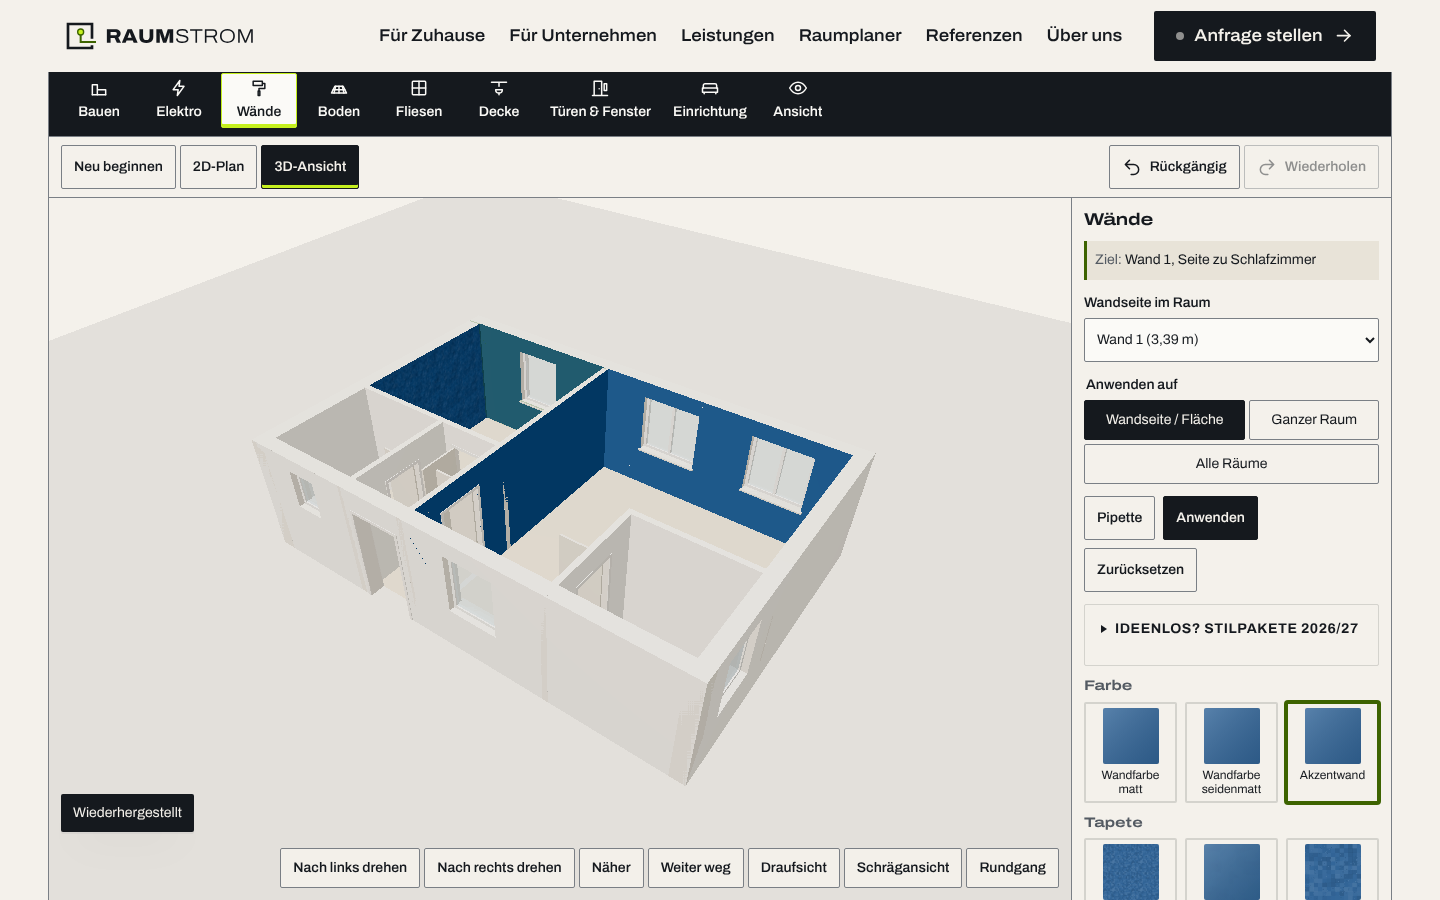 RAUMSTROM
Für Zuhause
Für Unternehmen
Leistungen
Raumplaner
Referenzen
Über uns
Anfrage stellen
Bauen
Elektro
Wände
Boden
Fliesen
Decke
Türen & Fenster
Einrichtung
Ansicht
Neu beginnen
2D-Plan
3D-Ansicht
Rückgängig
Wiederholen
Wände
Ziel: Wand 1, Seite zu Schlafzimmer
Wandseite im Raum
Wand 1 (3,39 m)
Anwenden auf
Wandseite / Fläche
Ganzer Raum
Alle Räume
Pipette
Anwenden
Zurücksetzen
IDEENLOS? STILPAKETE 2026/27
Farbe
Wandfarbe
matt
Wandfarbe
seidenmatt
Akzentwand
Tapete
Wiederhergestellt
Nach links drehen
Nach rechts drehen
Näher
Weiter weg
Draufsicht
Schrägansicht
Rundgang